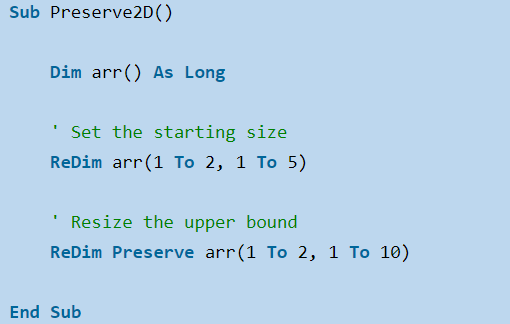 Sub Preserve2D()
Dim arr() As Long
' Set the starting size
ReDim arr(1 To 2, 1 To 5)
' Resize the upper bound
ReDim Preserve arr(1 To 2, 1 To 10)
End Sub